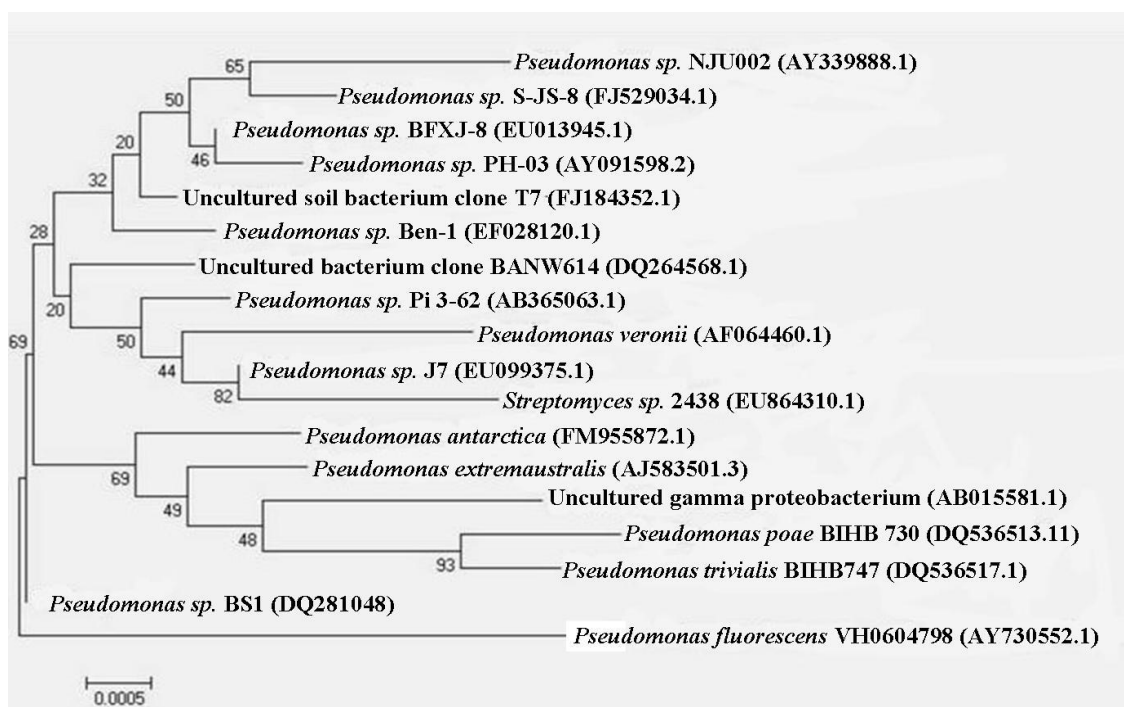 65
Pseudomonas sp. NJU002 (AY339888.1)
50
Pseudomonas sp. S-JS-8 (FJ529034.1)
20
Pseudomonas sp. BFXJ-8 (EU013945.1)
46
Pseudomonas sp. PH-03 (AY091598.2)
32
Uncultured soil bacterium clone T7 (FJ184352.1)
28
Pseudomonas sp. Ben-1 (EF028120.1)
Uncultured bacterium clone BANW614 (DQ264568.1)
20
Pseudomonas sp. Pi 3-62 (AB365063.1)
69
50
Pseudomonas veronii (AF064460.1)
44
Pseudomonas sp. J7 (EU099375.1)
82
Streptomyces sp. 2438 (EU864310.1)
Pseudomonas antarctica (FM955872.1)
69
Pseudomonas extremaustralis (AJ583501.3)
49
Uncultured gamma proteobacterium (AB015581.1)
48
Pseudomonas poae BIHB 730 (DQ536513.11)
93
Pseudomonas trivialis BIHB747 (DQ536517.1)
Pseudomonas sp. BS1 (DQ281048)
Pseudomonas fluorescens VH0604798 (AY730552.1)
0.0005